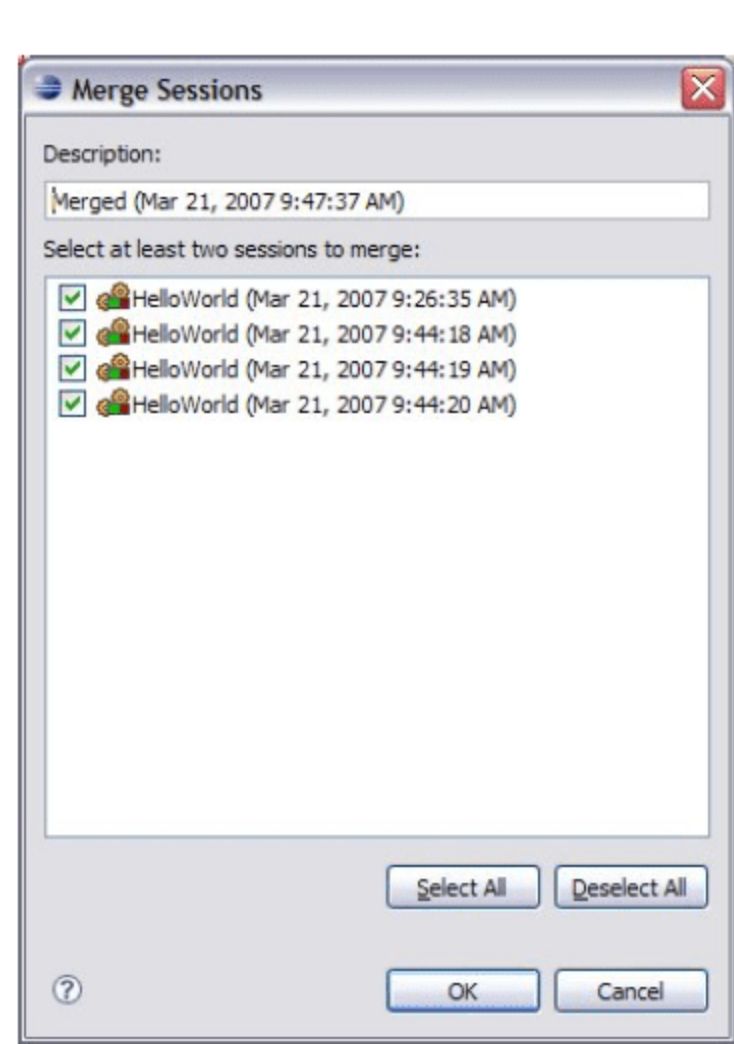 Merge Sessions
Description:
Merged (Mar 21, 2007 9:47:37 AM)
Select at least two sessions to merge:
HelloWorld (Mar 21, 2007 9:26:35 AM)
HelloWorld (Mar 21, 2007 9:44:18 AM)
HelloWorld (Mar 21, 2007 9:44:19 AM)
HelloWorld (Mar 21, 2007 9:44:20 AM)
Select All Deselect All
? OK Cancel